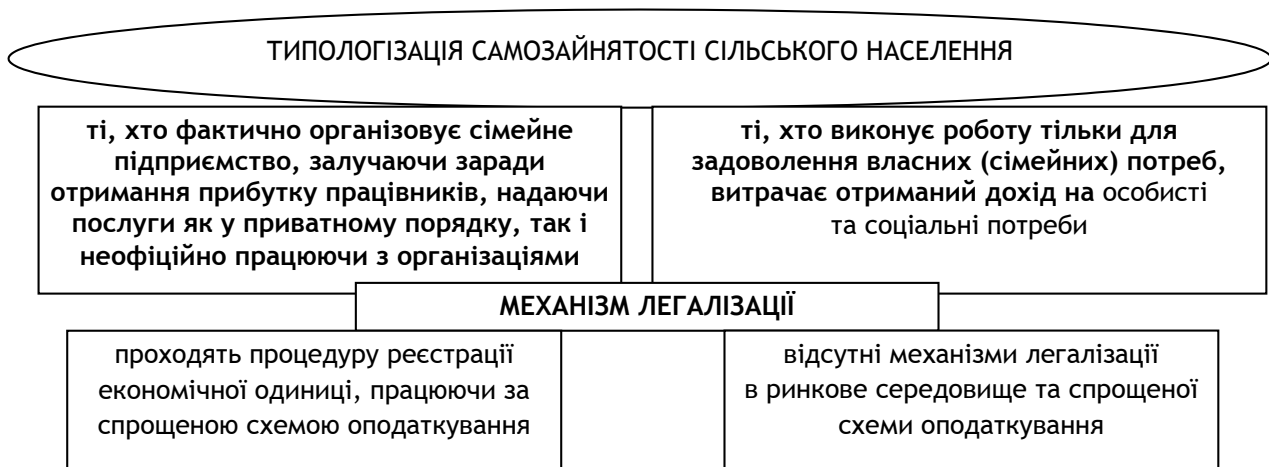 ТИПОЛОГІЗАЦІЯ САМОЗАЙНЯТОСТІ СІЛЬСЬКОГО НАСЕЛЕННЯ
ті, хто фактично організовує сімейне
підприємство, залучаючи заради
отримання прибутку працівників, надаючи
послуги як у приватному порядку, так і
неофіційно працюючи з організаціями
ті, хто виконує роботу тільки для
задоволення власних (сімейних) потреб,
витрачає отриманий дохід на особисті
та соціальні потреби
МЕХАНІЗМ ЛЕГАЛІЗАЦІЇ
проходять процедуру реєстрації
економічної одиниці, працюючи за
спрощеною схемою оподаткування
відсутні механізми легалізації
в ринкове середовище та спрощеної
схеми оподаткування